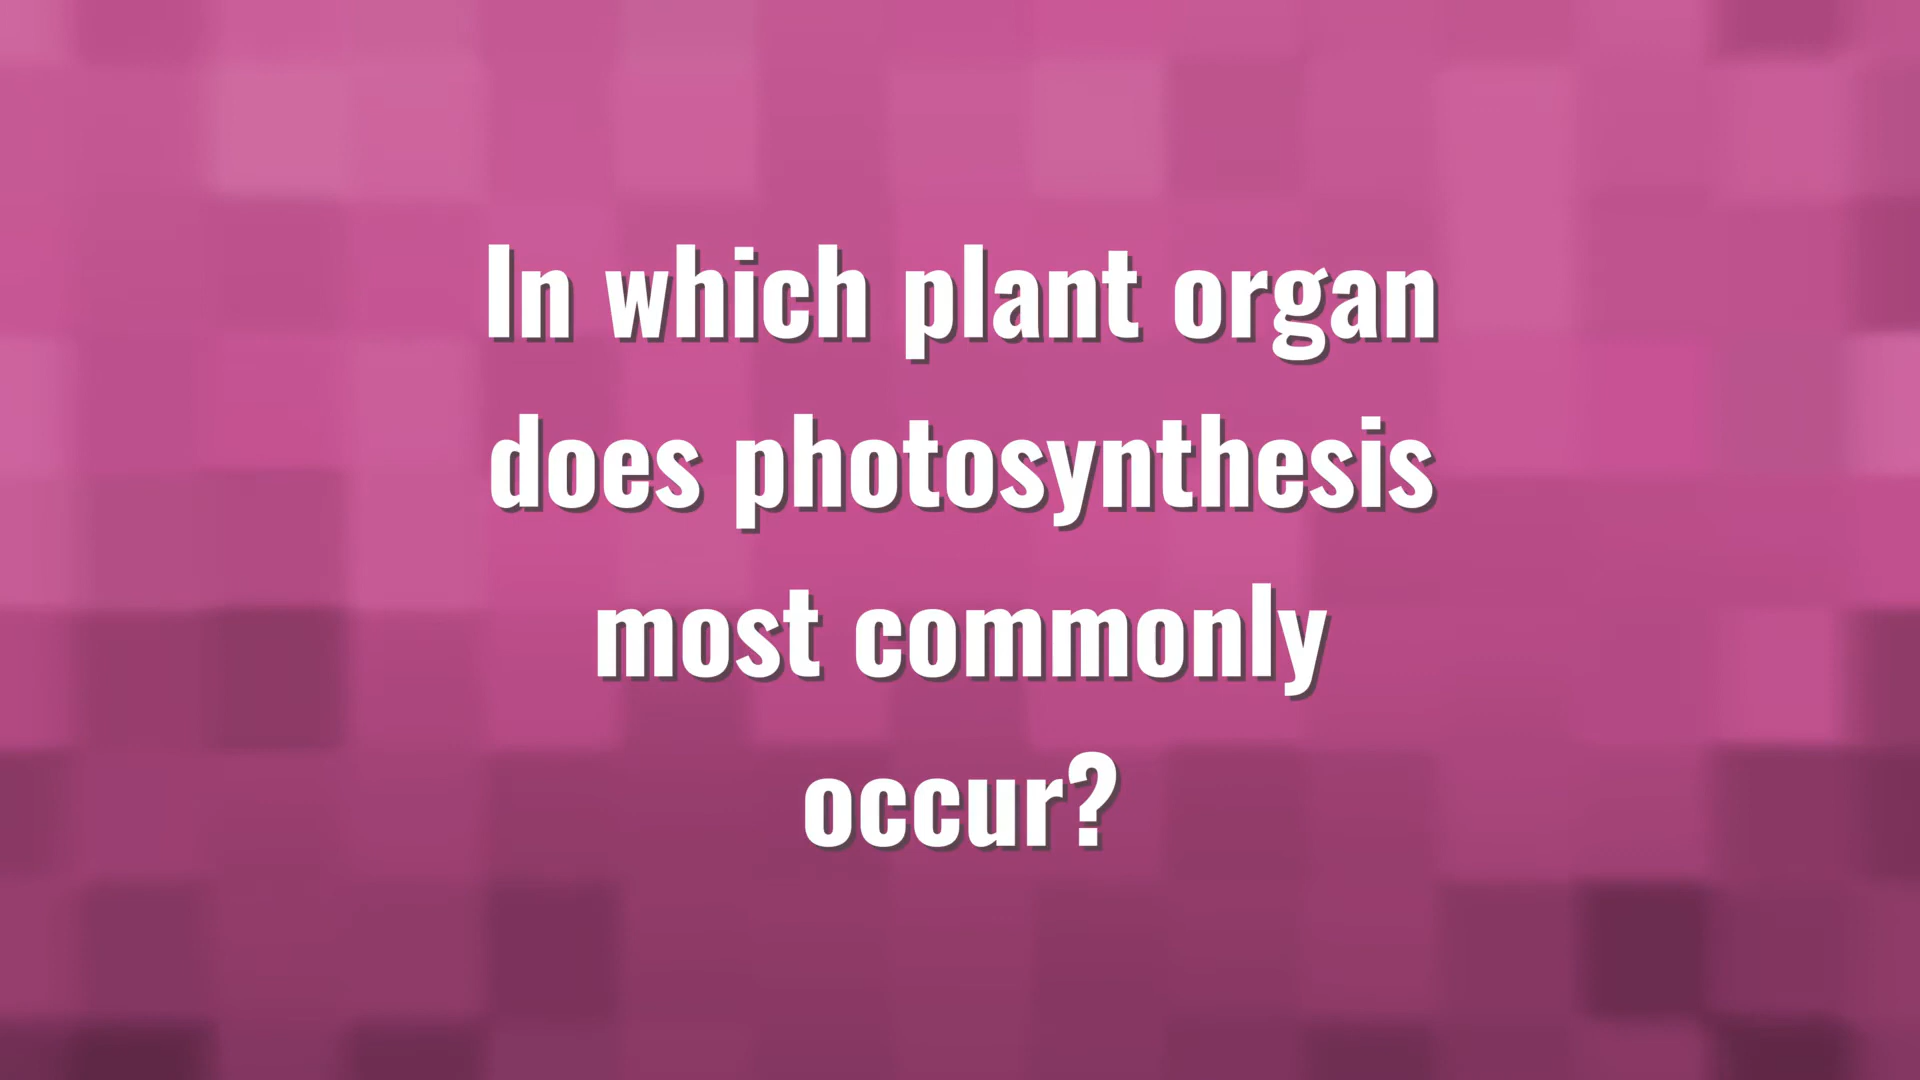 In which plant organ
does photosynthesis
most commonly
occur?